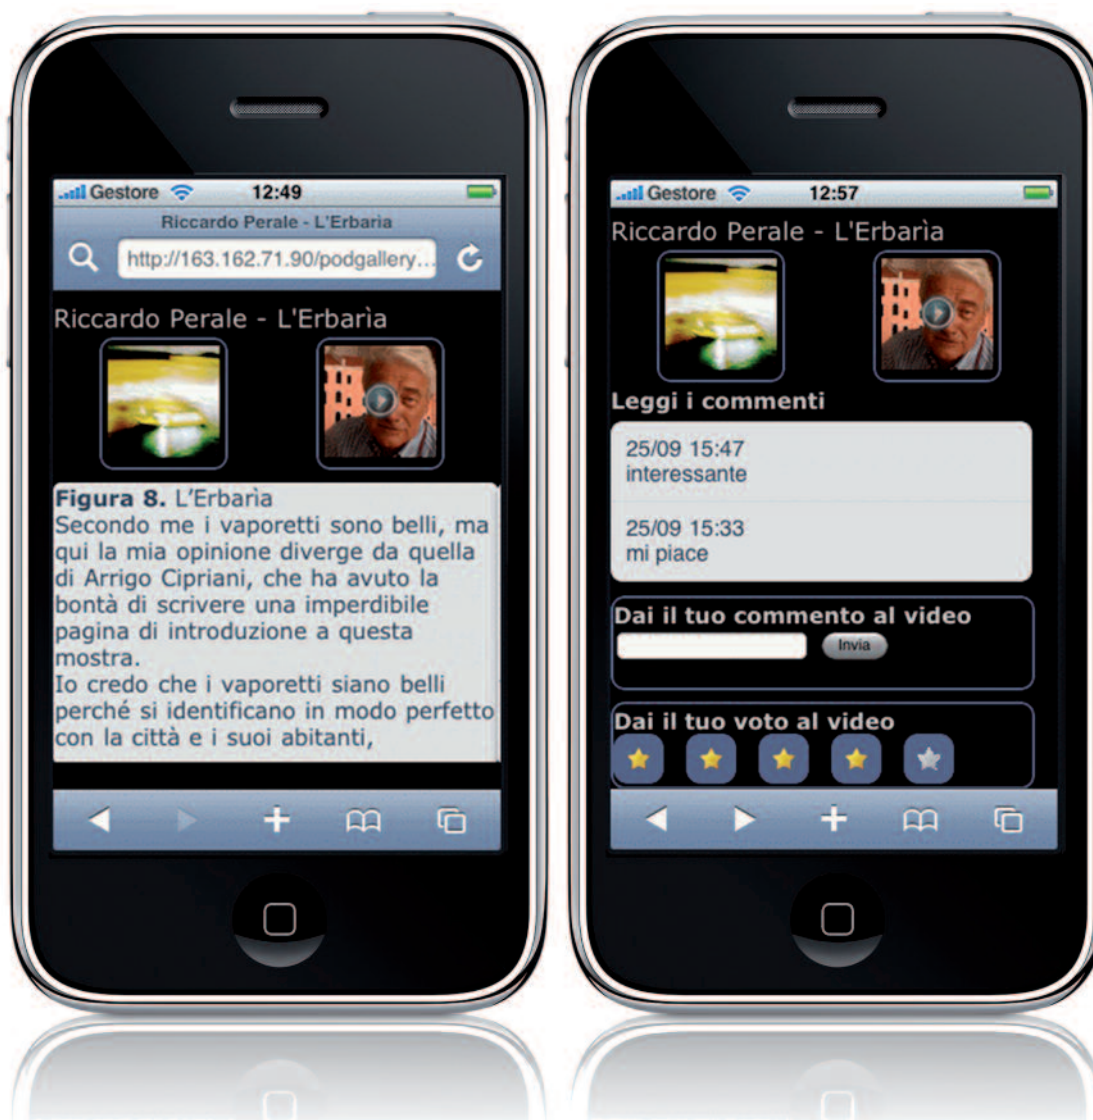 Gestore 12:49
Riccardo Perale - L'Erbarìa
http://163.162.71.90/podgallery...
Riccardo Perale - L'Erbarìa
Figura 8. L'Erbarìa
Secondo me i vaporetti sono belli, ma
qui la mia opinione diverge da quella
di Arrigo Cipriani, che ha avuto la
bontà di scrivere una imperdibile
pagina di introduzione a questa
mostra.
Io credo che i vaporetti siano belli
perché si identificano in modo perfetto
con la città e i suoi abitanti,
Gestore 12:57
Riccardo Perale - L'Erbarìa
Leggi i commenti
25/09 15:47
interessante
25/09 15:33
mi piace
Dai il tuo commento al video
Invia
Dai il tuo voto al video